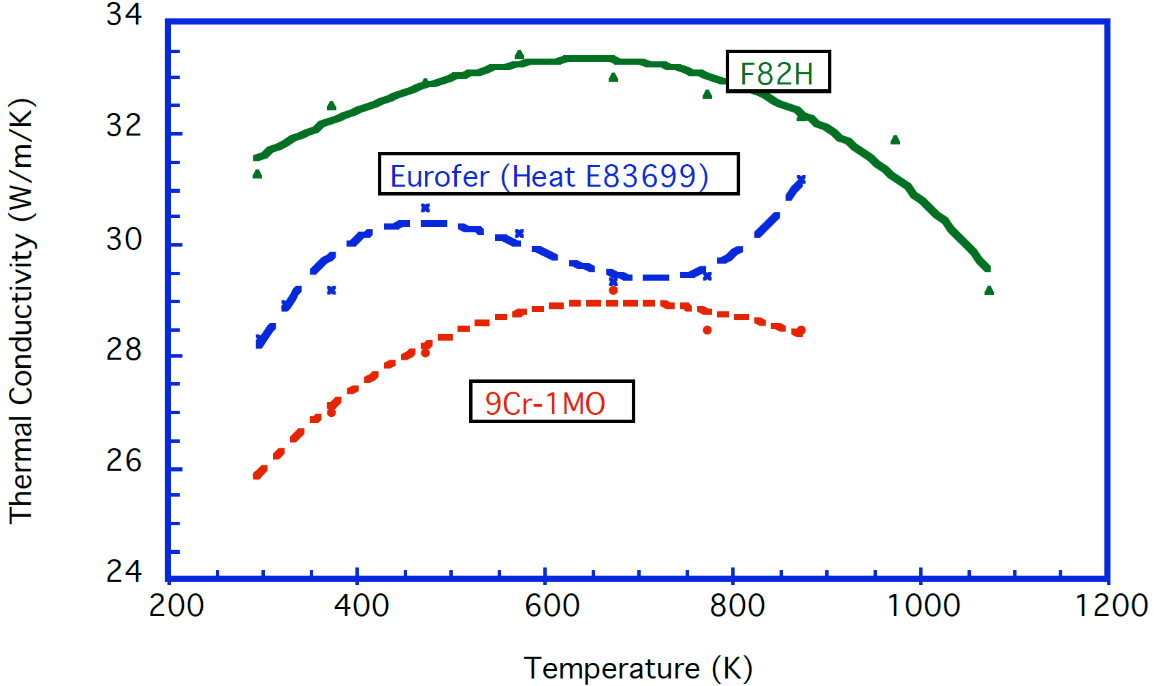 34
32
30
28
26
24
Thermal Conductivity (W/m/K)
F82H
Eurofer (Heat E83699)
9Cr-1MO
200 400 600 800 1000 1200
Temperature (K)